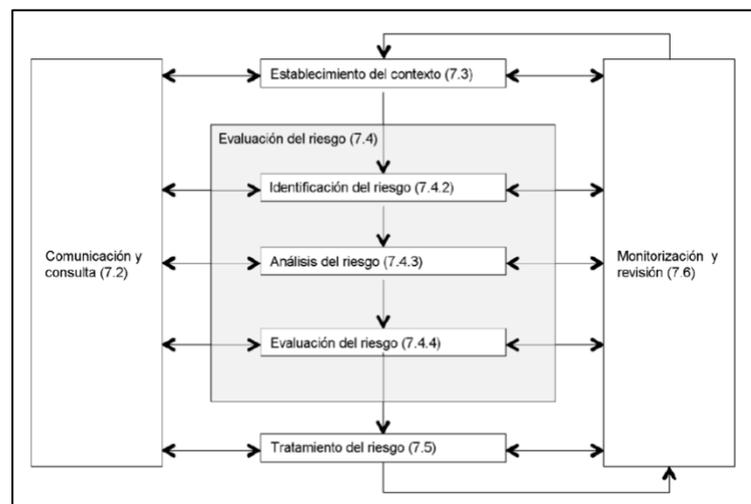 Establecimiento del contexto (7.3)
Evaluación del riesgo (7.4)
Identificación del riesgo (7.4.2)
Comunicación y
consulta (7.2)
Análisis del riesgo (7.4.3)
Monitorización y
revisión (7.6)
Evaluación del riesgo (7.4.4)
Tratamiento del riesgo (7.5)